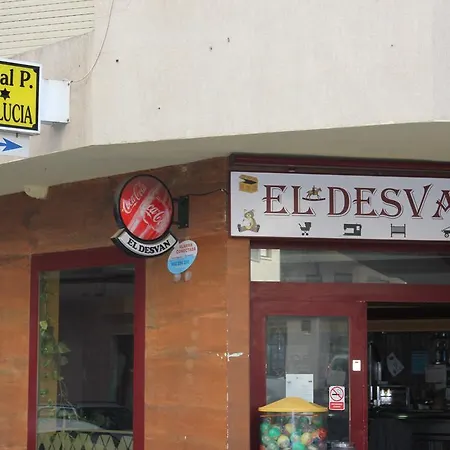 al P.
LUCIA
Coca-Cola
Coca-Cola
EL DESVAN
EL DESVA